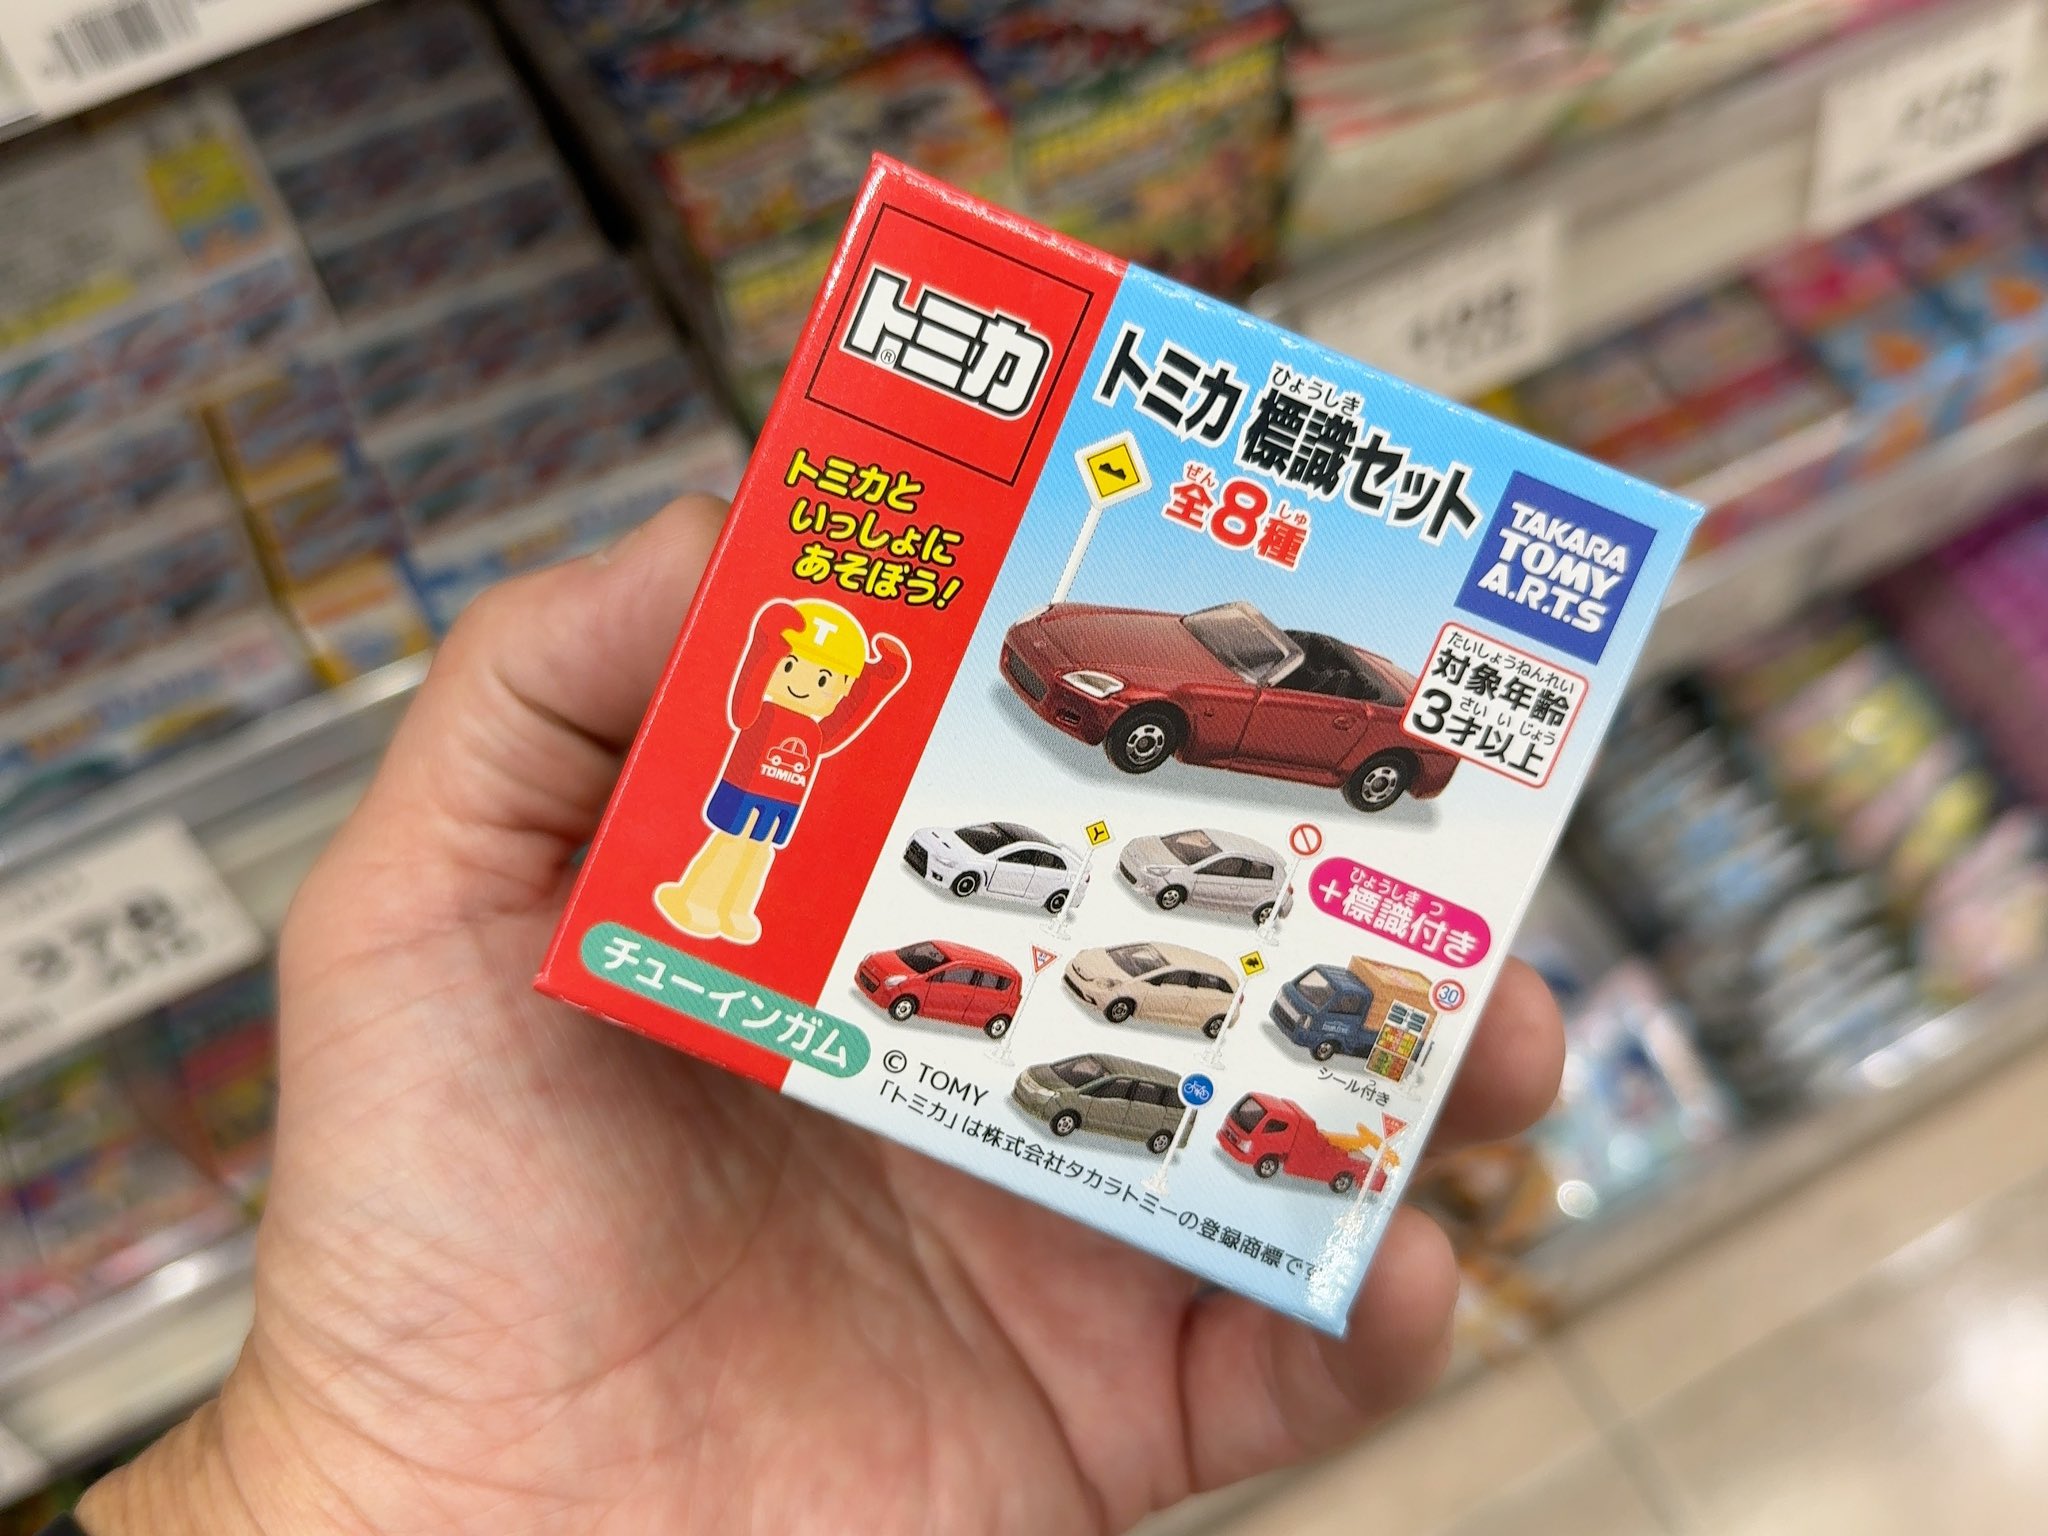 トミカ®
トミカと
いっしょに
あそぼう!
T
TOMICA
チューインガム
ひょうしき
トミカ 標識セット
ぜん しゅ
全8種
TAKARA
TOMY
A.R.T.S
たいしょうねんれい
対象年齢
さい い じょう
3才以上
ひょうしき つ
+標識付き
30
つ
シール付き
© TOMY
「トミカ」は株式会社タカラトミーの登録商標です